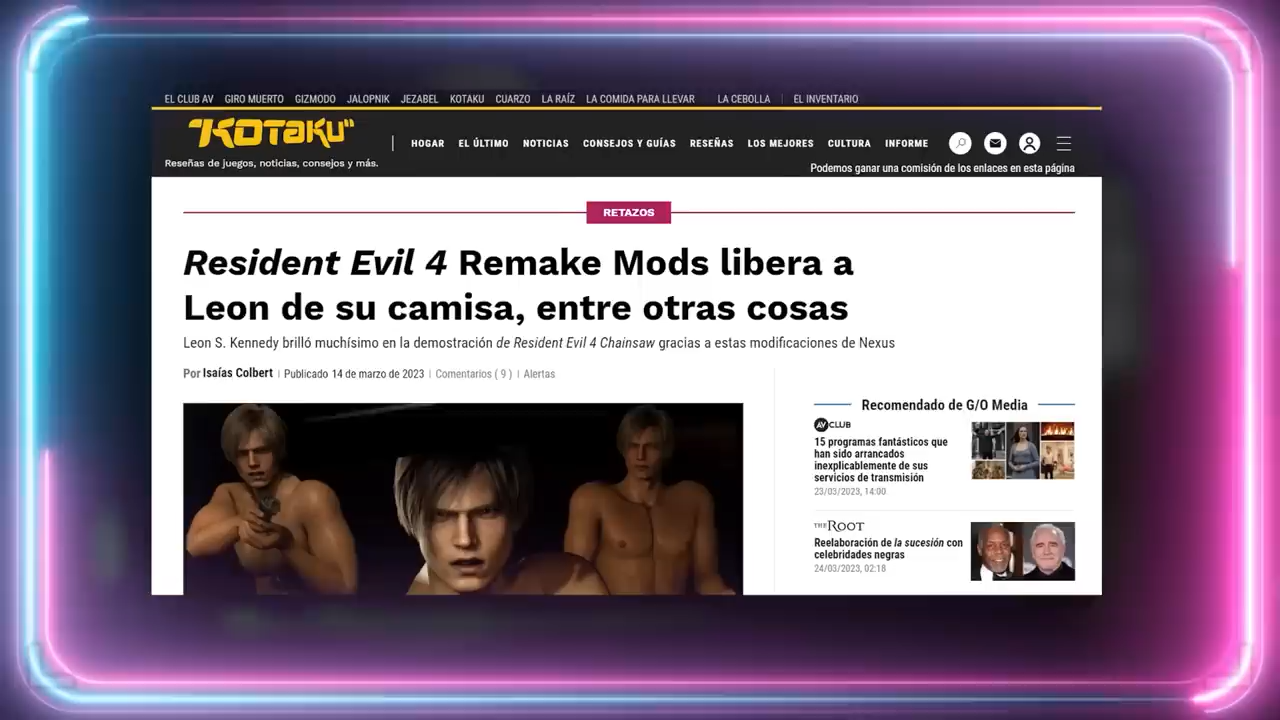 EL CLUB AV GIRO MUERTO GIZMODO JALOPNIK JEZABEL KOTAKU CUARZO LA RAÍZ LA COMIDA PARA LLEVAR LA CEBOLLA EL INVENTARIO
"KOTaKU"
Reseñas de juegos, noticias, consejos y más.
HOGAR EL ÚLTIMO NOTICIAS CONSEJOS Y GUÍAS RESEÑAS LOS MEJORES CULTURA INFORME
Podemos ganar una comisión de los enlaces en esta página
RETAZOS
Resident Evil 4 Remake Mods libera a
Leon de su camisa, entre otras cosas
Leon S. Kennedy brilló muchísimo en la demostración de Resident Evil 4 Chainsaw gracias a estas modificaciones de Nexus
Por Isaías Colbert | Publicado 14 de marzo de 2023 | Comentarios ( 9 ) | Alertas
Recomendado de G/O Media
AV CLUB
15 programas fantásticos que
han sido arrancados
inexplicablemente de sus
servicios de transmisión
23/03/2023, 14:00
THE ROOT
Reelaboración de la sucesión con
celebridades negras
24/03/2023, 02:18